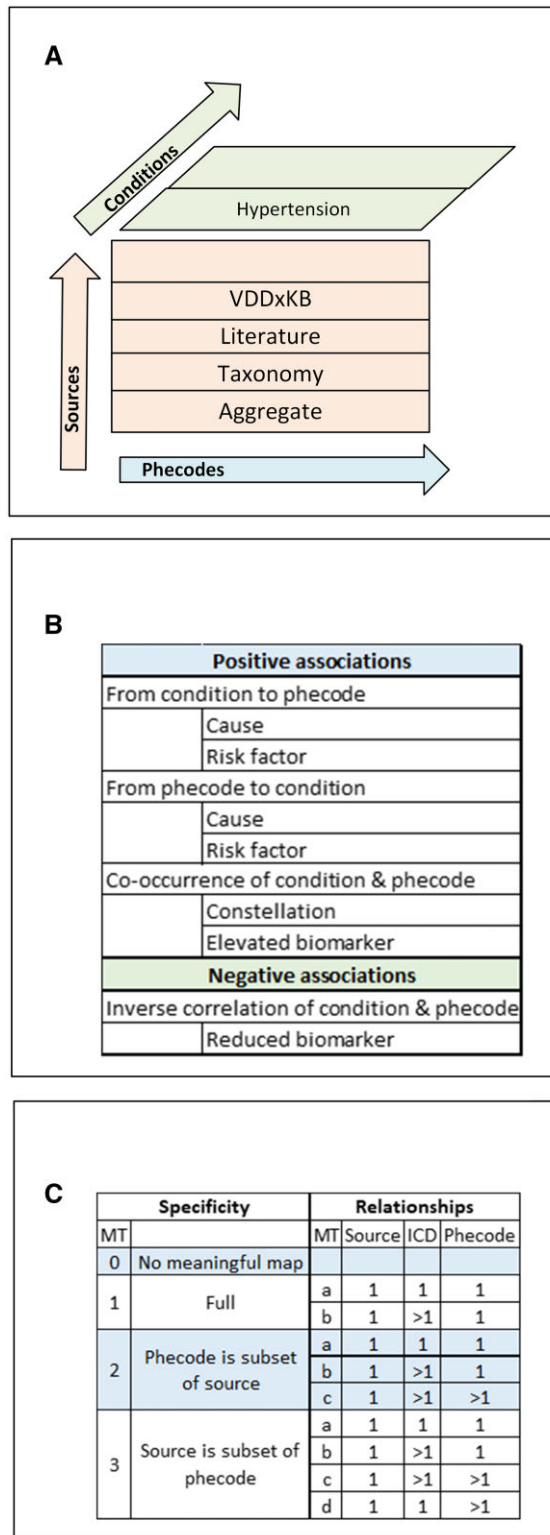 A
Conditions
Hypertension
Sources
VDDxKB
Literature
Taxonomy
Aggregate
Phecodes
B
Positive associations
From condition to phecode
Cause
Risk factor
From phecode to condition
Cause
Risk factor
Co-occurrence of condition & phecode
Constellation
Elevated biomarker
Negative associations
Inverse correlation of condition & phecode
Reduced biomarker
C
Specificity Relationships
MT MT Source ICD Phecode
0 No meaningful map
1 Full
a 1 1 1
b 1 >1 1
2 Phecode is subset
of source
a 1 1 1
b 1 >1 1
c 1 >1 >1
3 Source is subset of
phecode
a 1 1 1
b 1 >1 1
c 1 >1 >1
d 1 1 >1